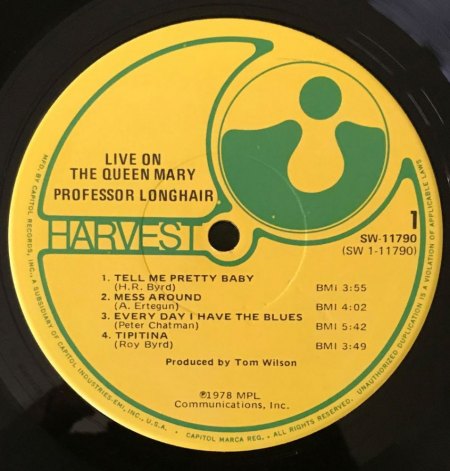 LIVE ON
THE QUEEN MARY
PROFESSOR LONGHAIR
HARVEST
1
SW-11790
(SW 1-11790)
1. TELL ME PRETTY BABY
(H.R. Byrd) BMI 3:55
2. MESS AROUND
(A. Ertegun) BMI 4:02
3. EVERY DAY I HAVE THE BLUES
(Peter Chatman) BMI 5:42
4. TIPITINA
(Roy Byrd) BMI 3:49
Produced by Tom Wilson
℗1978 MPL
Communications, Inc.
MFD. BY CAPITOL RECORDS, INC., A SUBSIDIARY OF CAPITOL INDUSTRIES-EMI, INC., U.S.A. • CAPITOL MARCA REG. • ALL RIGHTS RESERVED. UNAUTHORIZED DUPLICATION IS A VIOLATION OF APPLICABLE LAWS